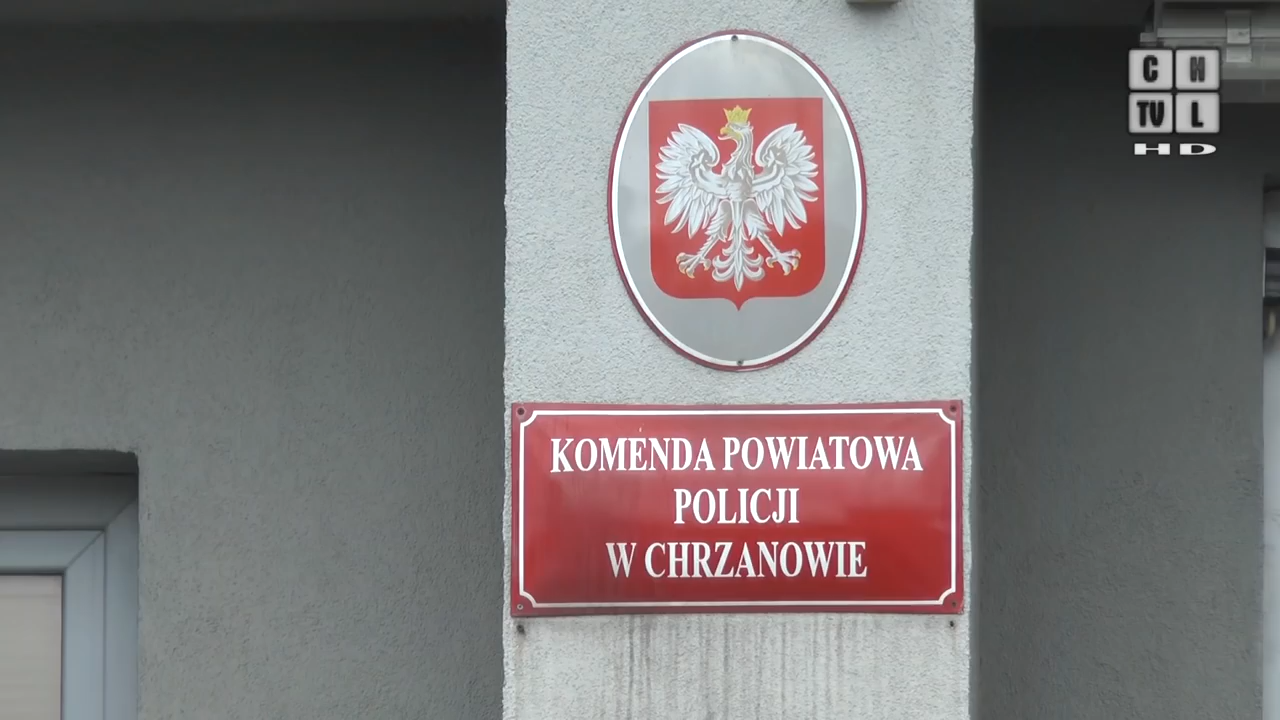 KOMENDA POWIATOWA
POLICJI
W CHRZANOWIE
C H
TV L
HD